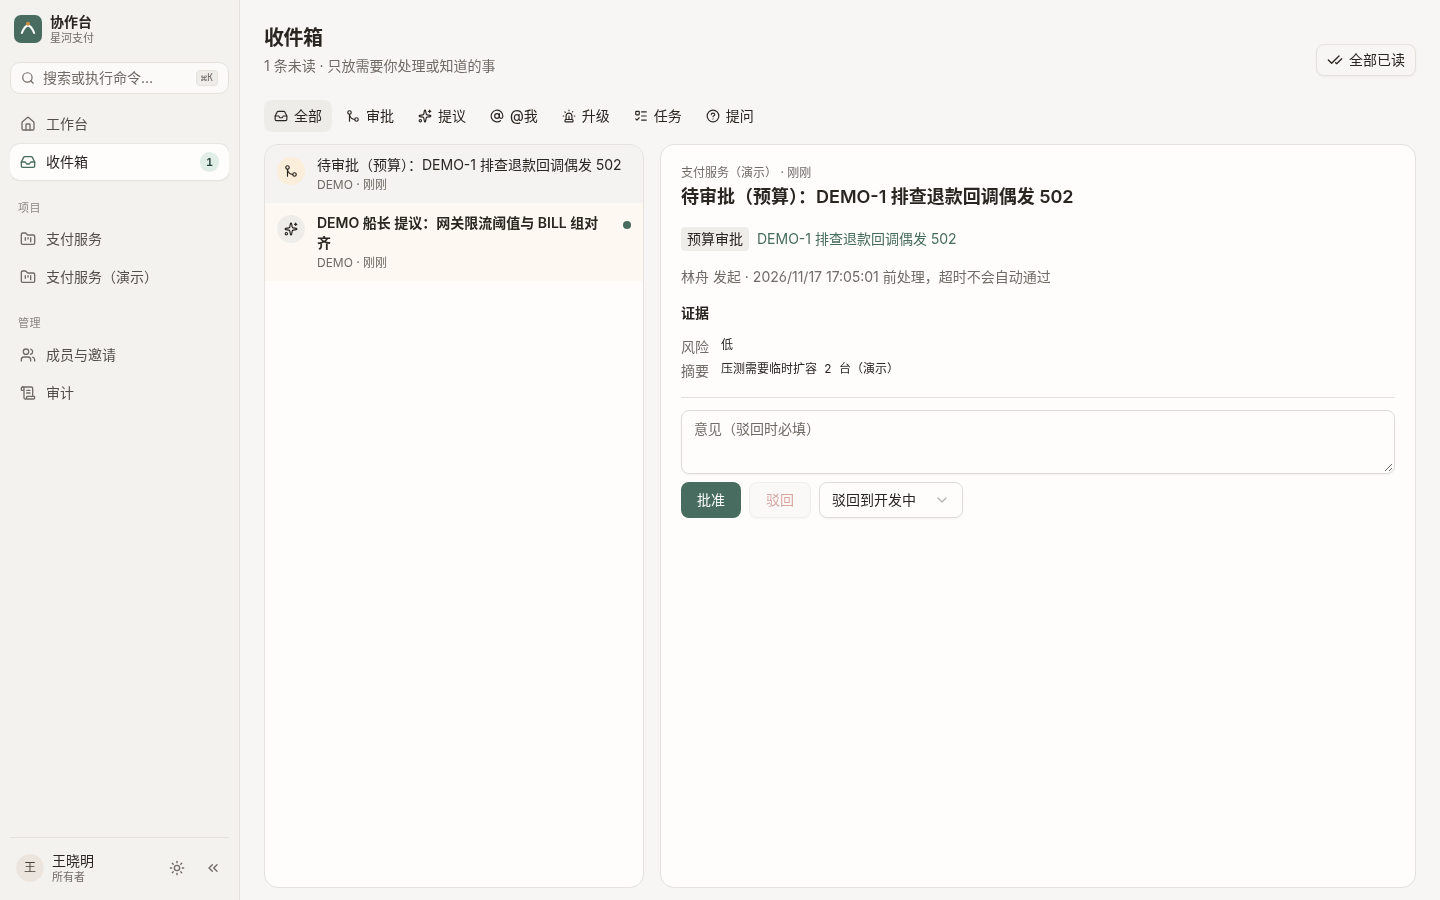 协作台
星河支付
搜索或执行命令... ⌘K
工作台
收件箱 1
项目
支付服务
支付服务（演示）
管理
成员与邀请
审计
王 王晓明
所有者
收件箱
1 条未读 · 只放需要你处理或知道的事
全部已读
全部 审批 提议 @我 升级 任务 提问
待审批（预算）：DEMO-1 排查退款回调偶发 502
DEMO · 刚刚
DEMO 船长 提议：网关限流阈值与 BILL 组对
齐
DEMO · 刚刚
支付服务（演示） · 刚刚
待审批（预算）：DEMO-1 排查退款回调偶发 502
预算审批 DEMO-1 排查退款回调偶发 502
林舟 发起 · 2026/11/17 17:05:01 前处理，超时不会自动通过
证据
风险 低
摘要 压测需要临时扩容 2 台（演示）
意见（驳回时必填）
批准 驳回 驳回到开发中